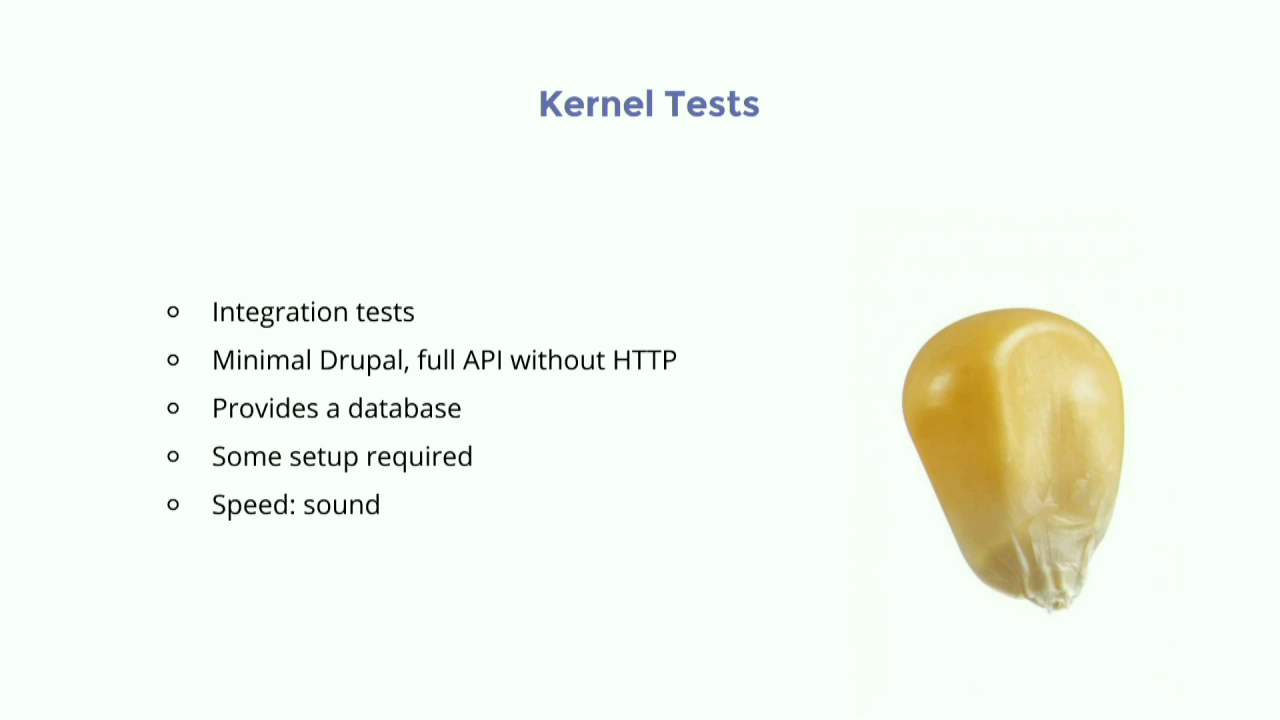 Kernel Tests
Integration tests
Minimal Drupal, full API without HTTP
Provides a database
Some setup required
Speed: sound